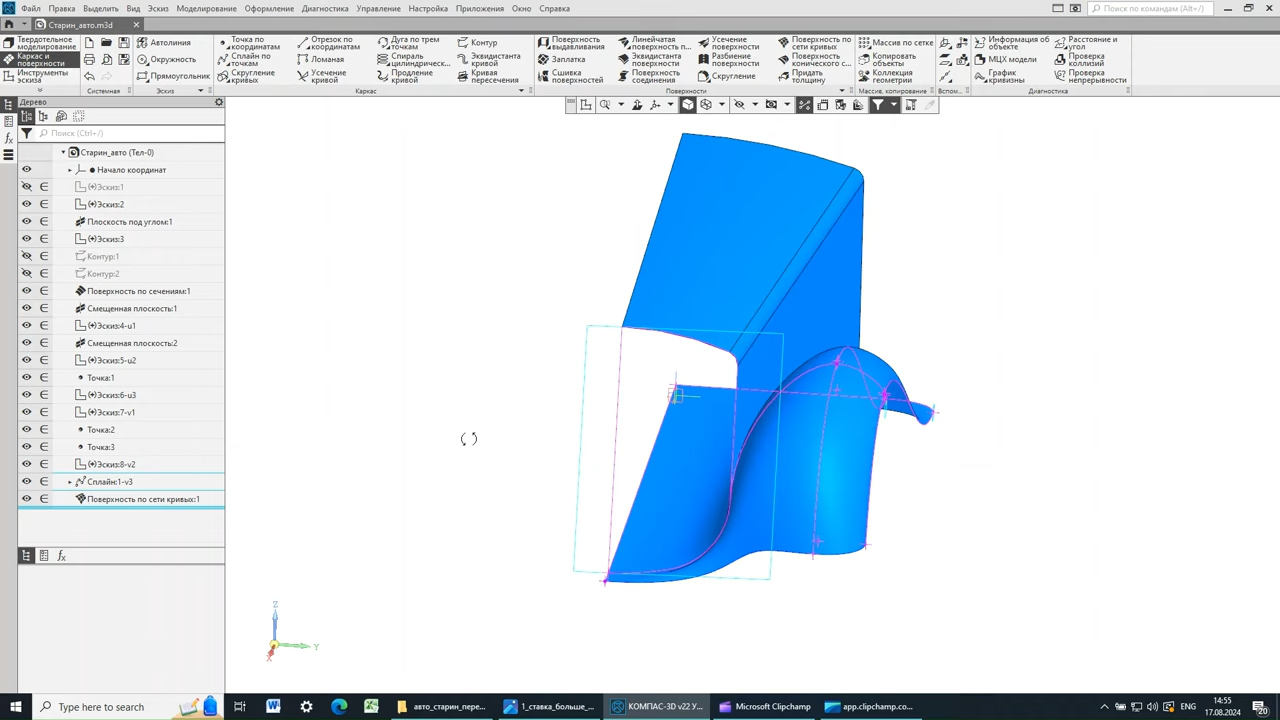 Файл Правка Выделить Вид Эскиз Моделирование Оформление Диагностика Управление Настройка Приложения Окно Справка Поиск по командам (Alt+/)
Старин_авто.m3d
Твердотельное моделирование
Каркас и поверхности
Инструменты эскиза
Системная
Автолиния
Окружность
Прямоугольник
Эскиз
Точка по координатам
Сплайн по точкам
Скругление кривых
Отрезок по координатам
Ломаная
Усечение кривой
Дуга по трем точкам
Спираль цилиндрическ...
Продление кривой
Контур
Эквидистанта кривой
Кривая пересечения
Каркас
Поверхность выдавливания
Заплатка
Сшивка поверхностей
Линейчатая поверхность п...
Эквидистанта поверхности
Поверхность соединения
Усечение поверхности
Разбиение поверхности
Скругление
Поверхность по сети кривых
Поверхность конического с...
Придать толщину
Поверхности
Массив по сетке
Копировать объекты
Коллекция геометрии
Массив, копирование
Вспом...
Информация об объекте
МЦХ модели
График кривизны
Расстояние и угол
Проверка коллизий
Проверка непрерывности
Диагностика
Дерево
Поиск (Ctrl+/)
Старин_авто (Тел-0)
Начало координат
(+)Эскиз:1
(+)Эскиз:2
Плоскость под углом:1
(+)Эскиз:3
Контур:1
Контур:2
Поверхность по сечениям:1
Смещенная плоскость:1
(+)Эскиз:4-u1
Смещенная плоскость:2
(+)Эскиз:5-u2
Точка:1
(+)Эскиз:6-u3
(+)Эскиз:7-v1
Точка:2
Точка:3
(+)Эскиз:8-v2
Сплайн:1-v3
Поверхность по сети кривых:1
Z
Y
X
Type here to search
авто_старин_пере...
1_ставка_больше_...
КОМПАС-3D v22 У...
Microsoft Clipchamp
app.clipchamp.co...
ENG
14:55
17.08.2024
20